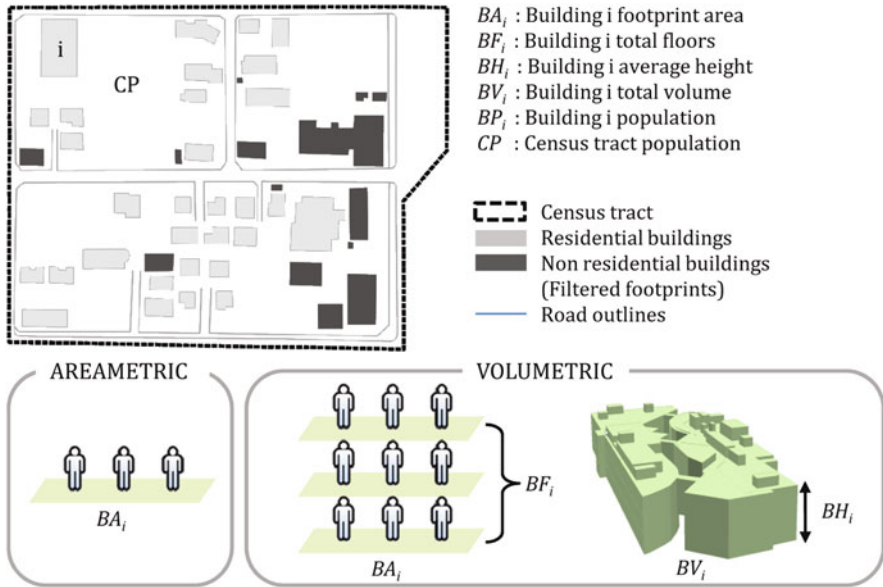 i
CP
BAᵢ : Building i footprint area
BFᵢ : Building i total floors
BHᵢ : Building i average height
BVᵢ : Building i total volume
BPᵢ : Building i population
CP : Census tract population
Census tract
Residential buildings
Non residential buildings
(Filtered footprints)
Road outlines
AREAMETRIC
BAᵢ
VOLUMETRIC
BFᵢ
BAᵢ
BHᵢ
BVᵢ